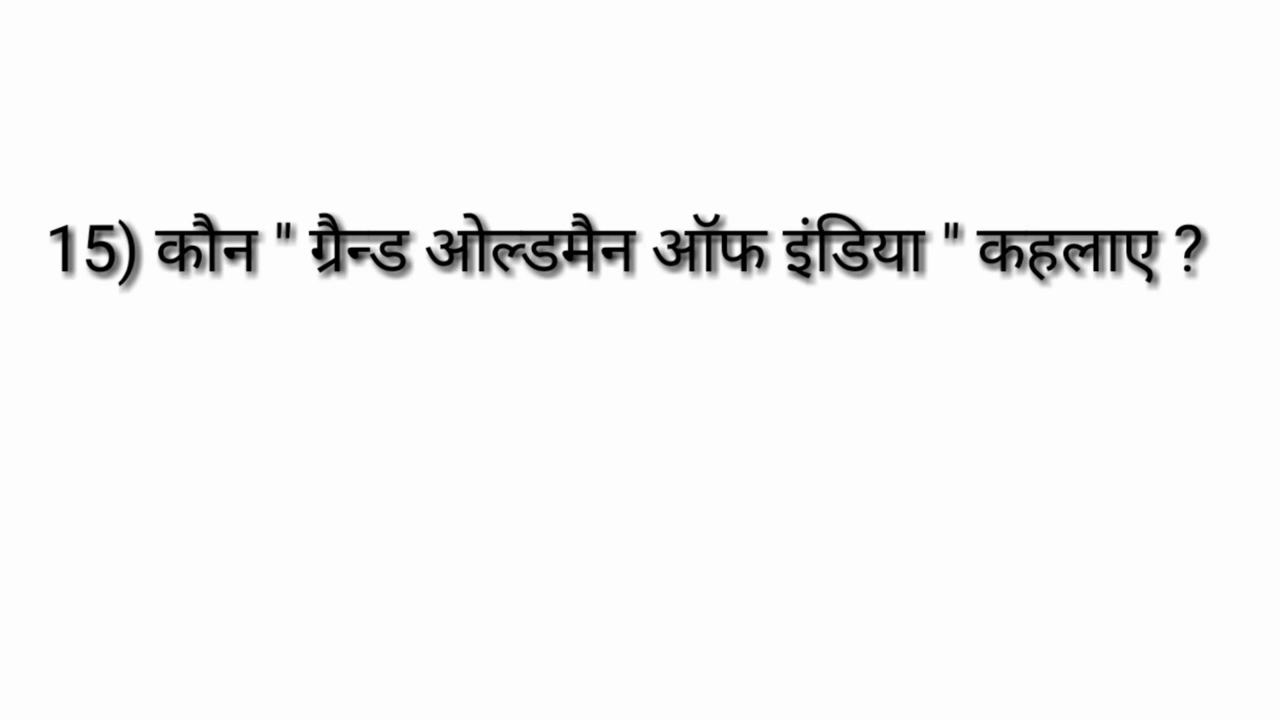 15) कौन " ग्रैन्ड ओल्डमैन ऑफ इंडिया " कहलाए ?